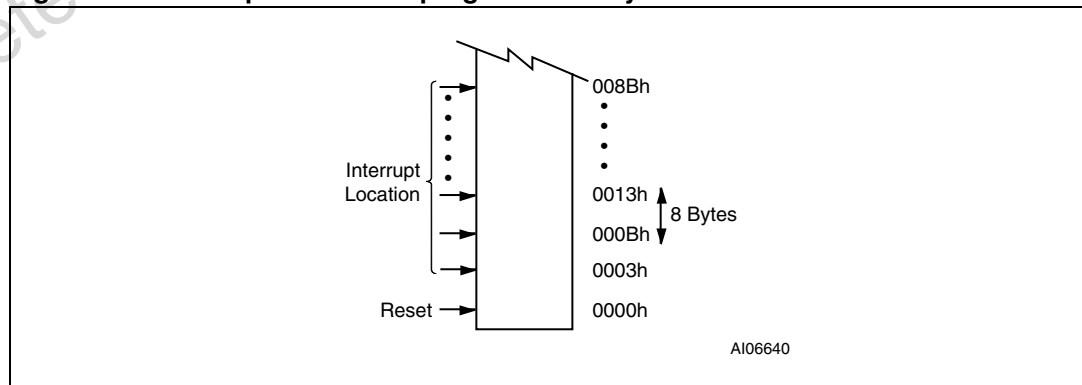 008Bh
Interrupt
Location
0013h
8 Bytes
000Bh
0003h
Reset
0000h
AI06640